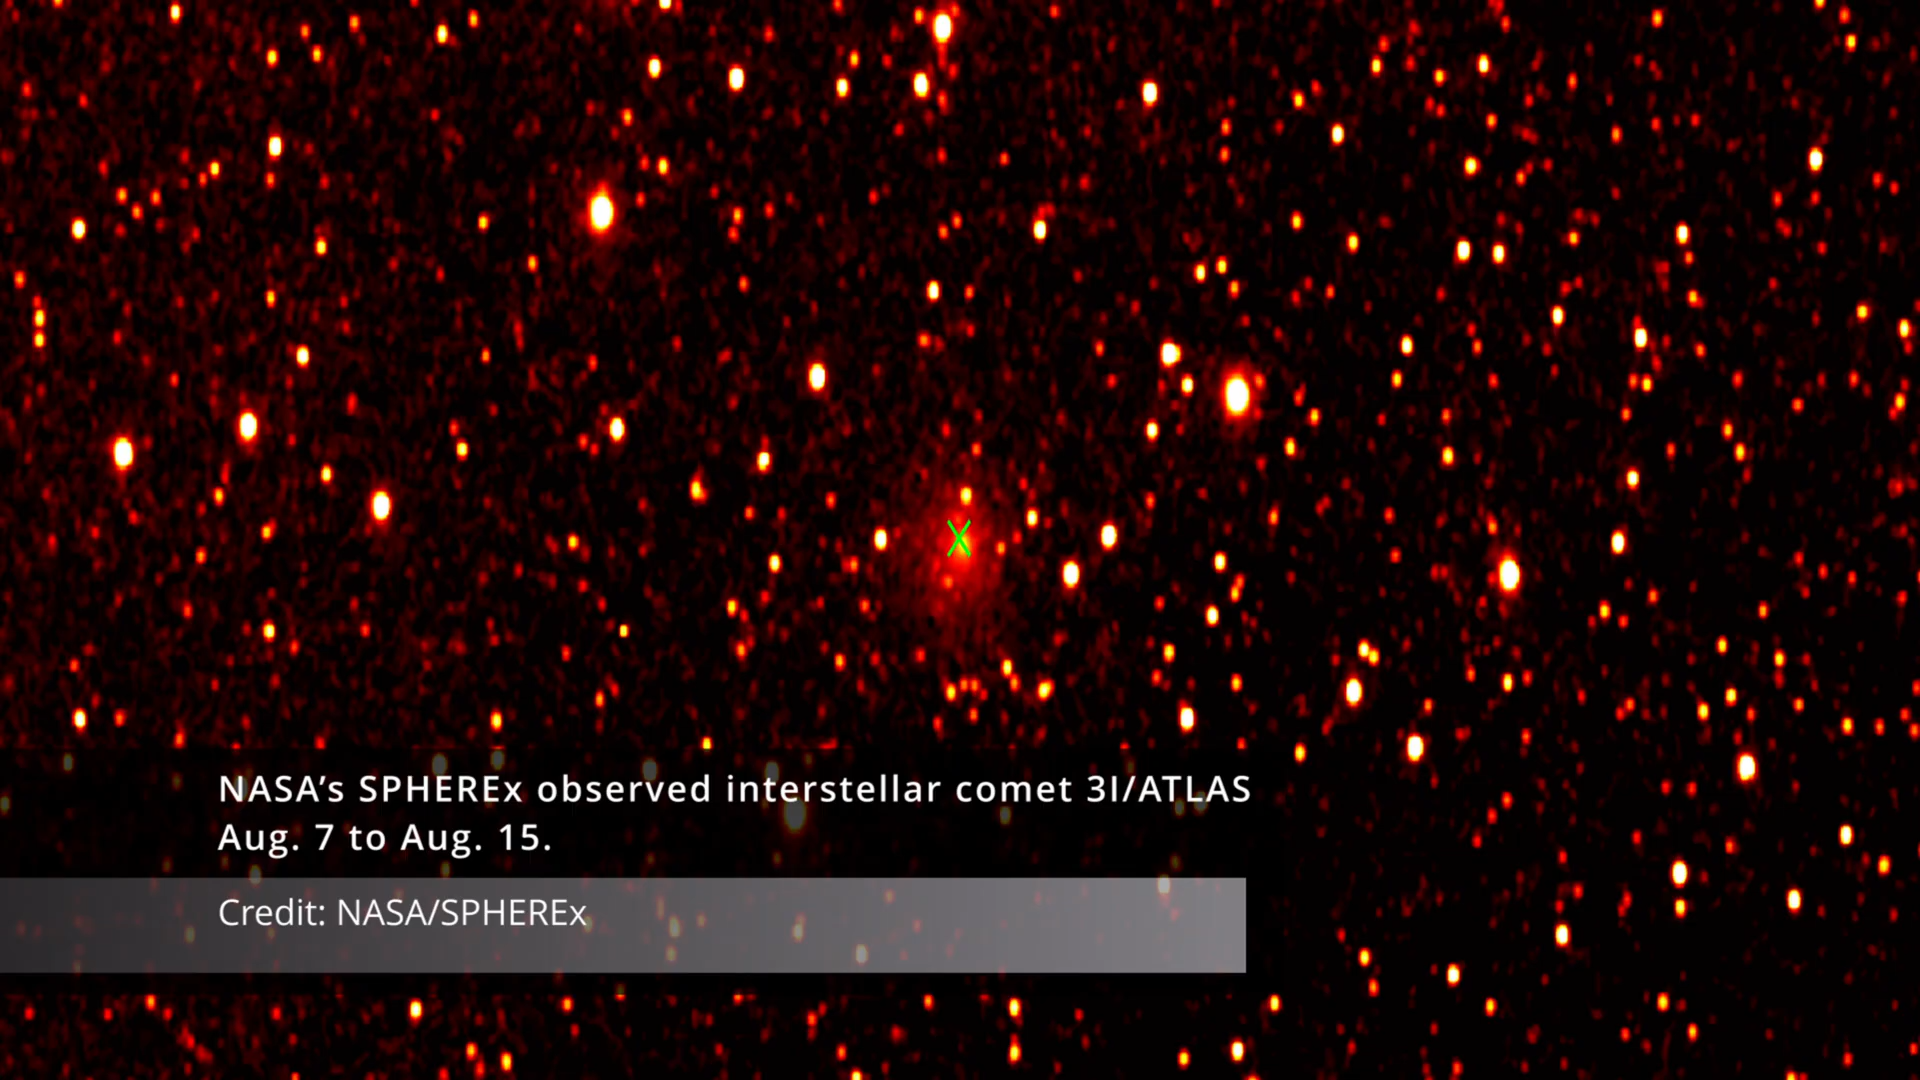 NASA’s SPHEREx observed interstellar comet 3I/ATLAS
Aug. 7 to Aug. 15.
Credit: NASA/SPHEREx